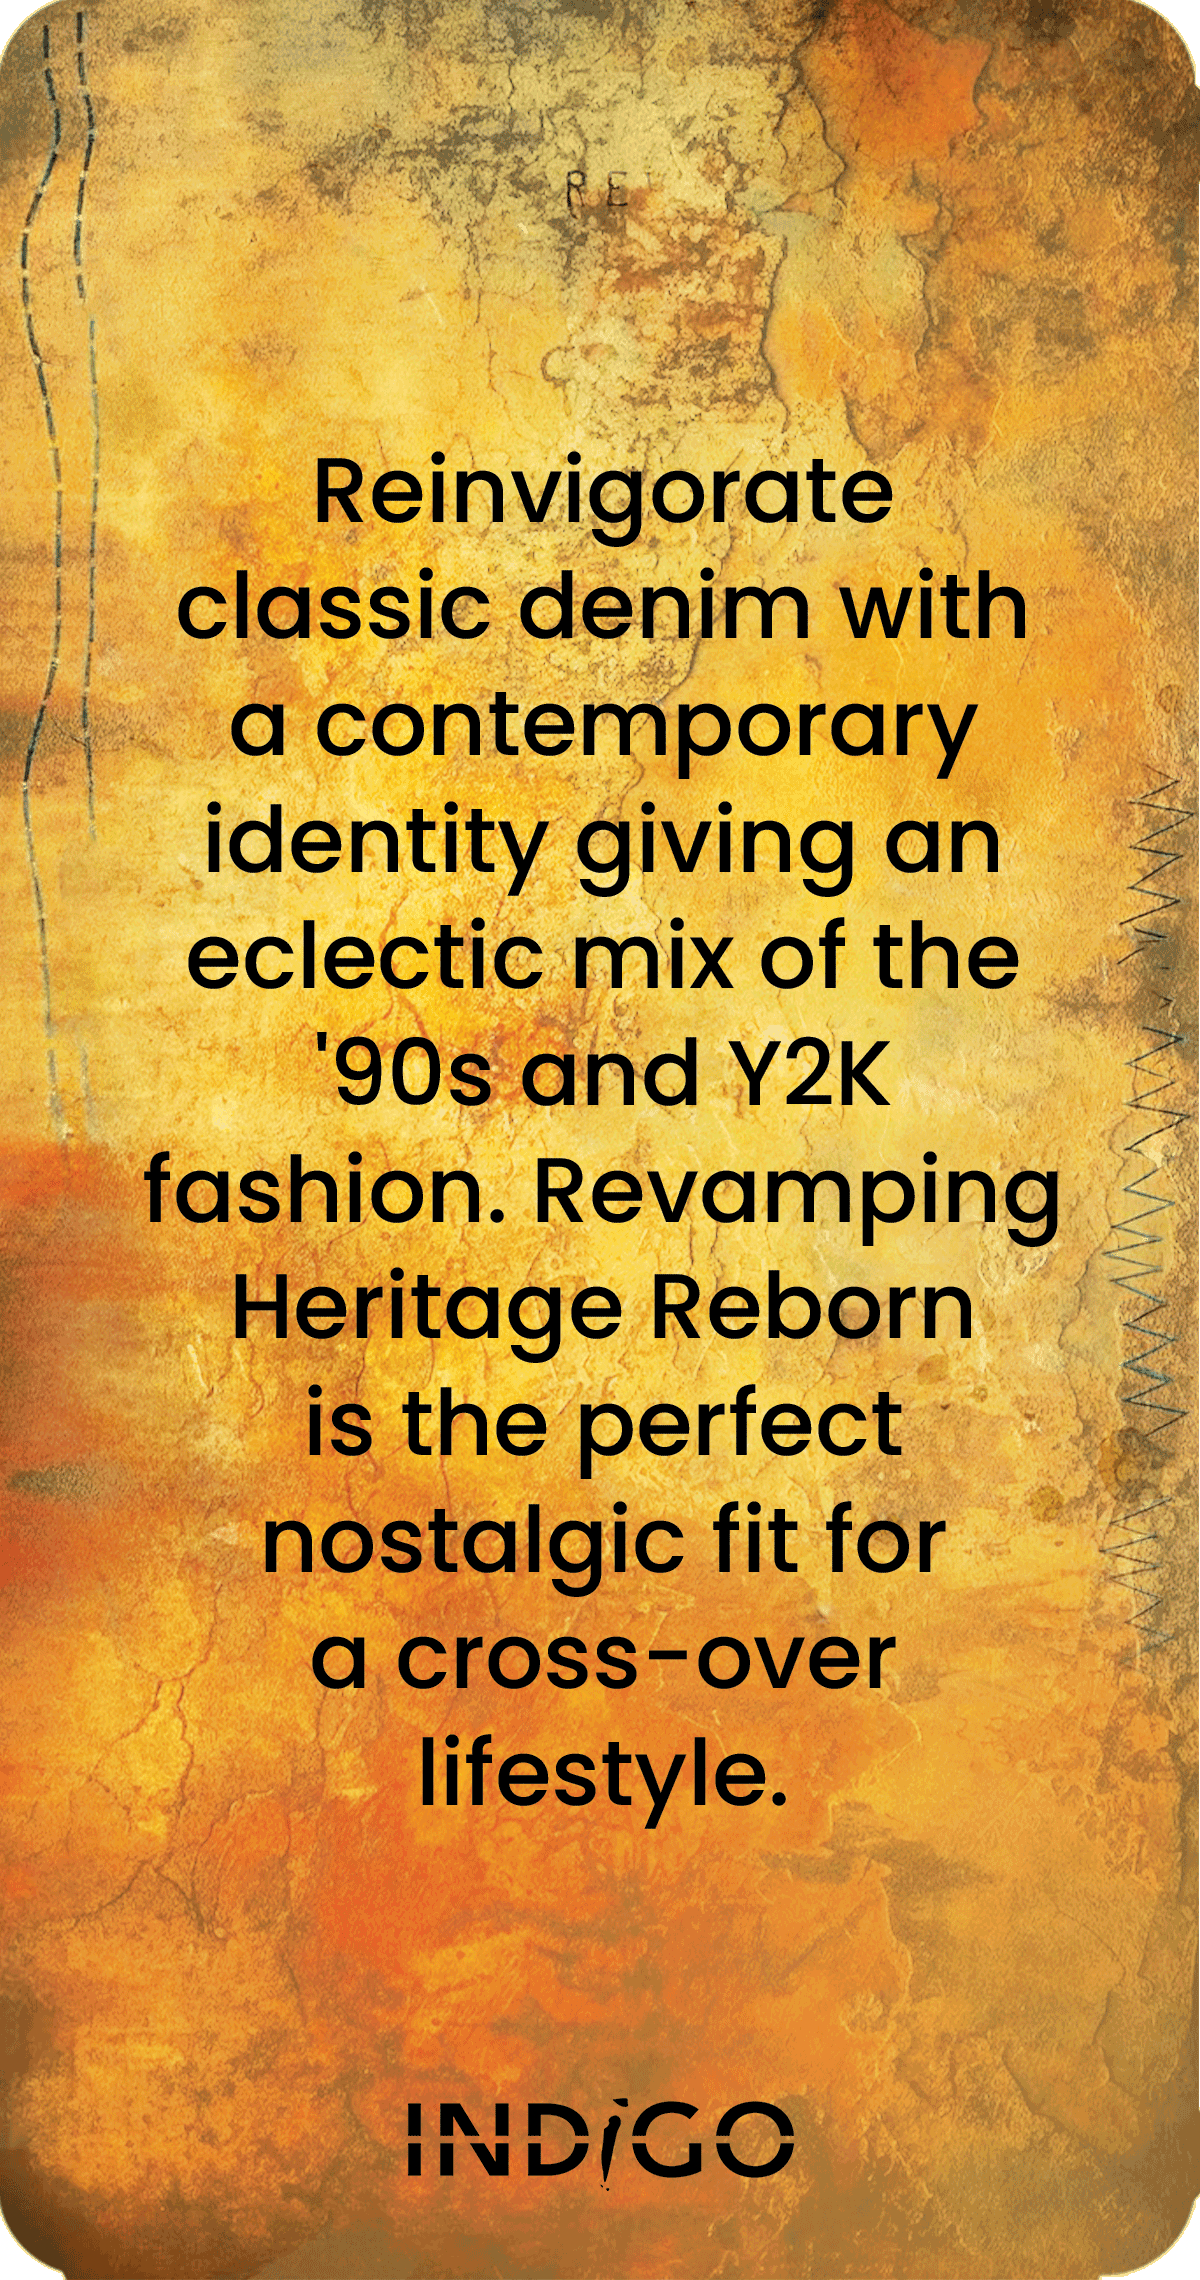 RE
Reinvigorate
classic denim with
a contemporary
identity giving an
eclectic mix of the
'90s and Y2K
fashion. Revamping
Heritage Reborn
is the perfect
nostalgic fit for
a cross-over
lifestyle.
INDiGO